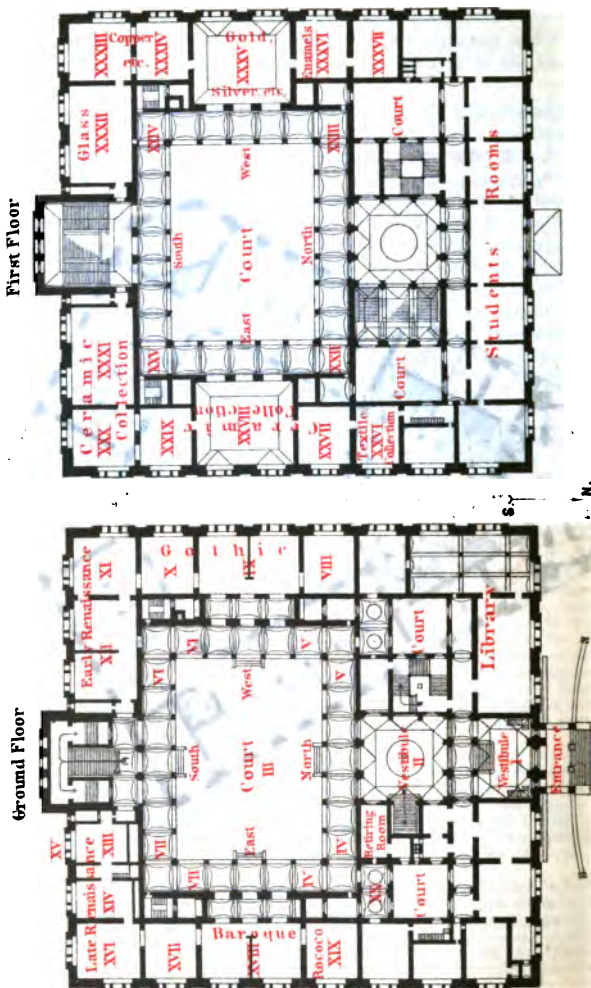 First Floor
Copper
etc.
XXXIII
XXXIV
Gold.
XXXV
Silver, etc.
Enamels
XXXVI
XXXVII
Glass
XXXII
XXIV
XXIII
Court
West
South
Court
North
East
Rooms
Students'
XXV
XXII
Court
Ceramic
Collection
XXXI
XXX
XXIX
Ceramic
Collection
XXVIII
XXVII
Textile
XXVI
Collection
S.
N.
Ground Floor
Early Renaissance
XI
XII
Gothic
X
IX
VIII
VI
VI
V
V
Court
Library
West
South
Court
III
North
East
Vestibule
II
Vestibule
I
Entrance
VII
VII
IV
IV
Retiring
Room
XX
Court
XV
Late Renaissance
XIII
XIV
XVI
XVII
Baroque
XVIII
Rococo
XIX